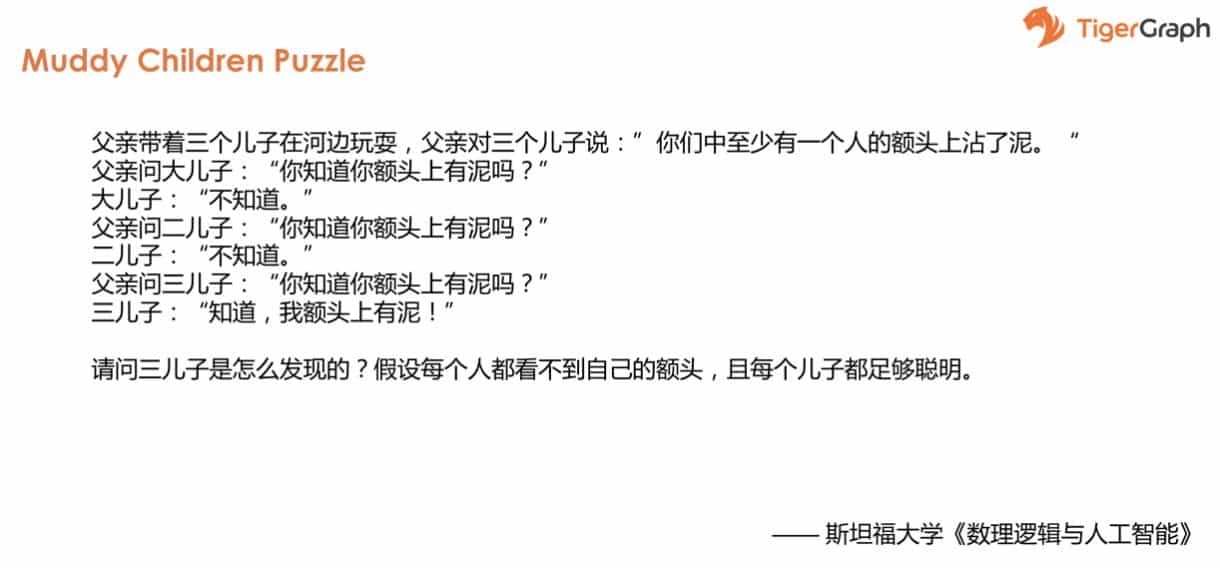 TigerGraph
Muddy Children Puzzle
父亲带着三个儿子在河边玩耍，父亲对三个儿子说：”你们中至少有一个人的额头上沾了泥。“
父亲问大儿子：“你知道你额头上有泥吗？”
大儿子：“不知道。”
父亲问二儿子：“你知道你额头上有泥吗？”
二儿子：“不知道。”
父亲问三儿子：“你知道你额头上有泥吗？”
三儿子：“知道，我额头上有泥！”
请问三儿子是怎么发现的？假设每个人都看不到自己的额头，且每个儿子都足够聪明。
—— 斯坦福大学《数理逻辑与人工智能》